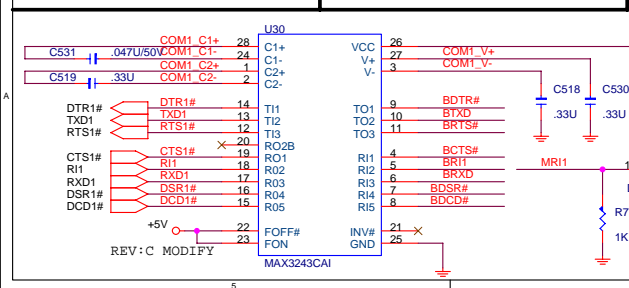 U30
COM1_C1+ 28 C1+ VCC 26
C531 .047U/50V COM1_C1- 24 C1- V+ 27 COM1_V+
COM1_C2+ 1 C2+ V- 3 COM1_V-
C519 .33U COM1_C2- 2 C2-
C518 C530
.33U .33U
A
DTR1# DTR1# 14 TI1 TO1 9 BDTR#
TXD1 TXD1 13 TI2 TO2 10 BTXD
RTS1# RTS1# 12 TI3 TO3 11 BRTS#
20 RO2B
CTS1# CTS1# 19 RO1 RI1 4 BCTS#
RI1 RI1 18 R02 RI2 5 BRI1 MRI1 1
RXD1 RXD1 17 R03 RI3 6 BRXD
DSR1# DSR1# 16 R04 RI4 7 BDSR#
DCD1# DCD1# 15 R05 RI5 8 BDCD#
R7
+5V 22 FOFF# INV# 21
23 FON GND 25
1K
REV:C MODIFY
MAX3243CAI
5